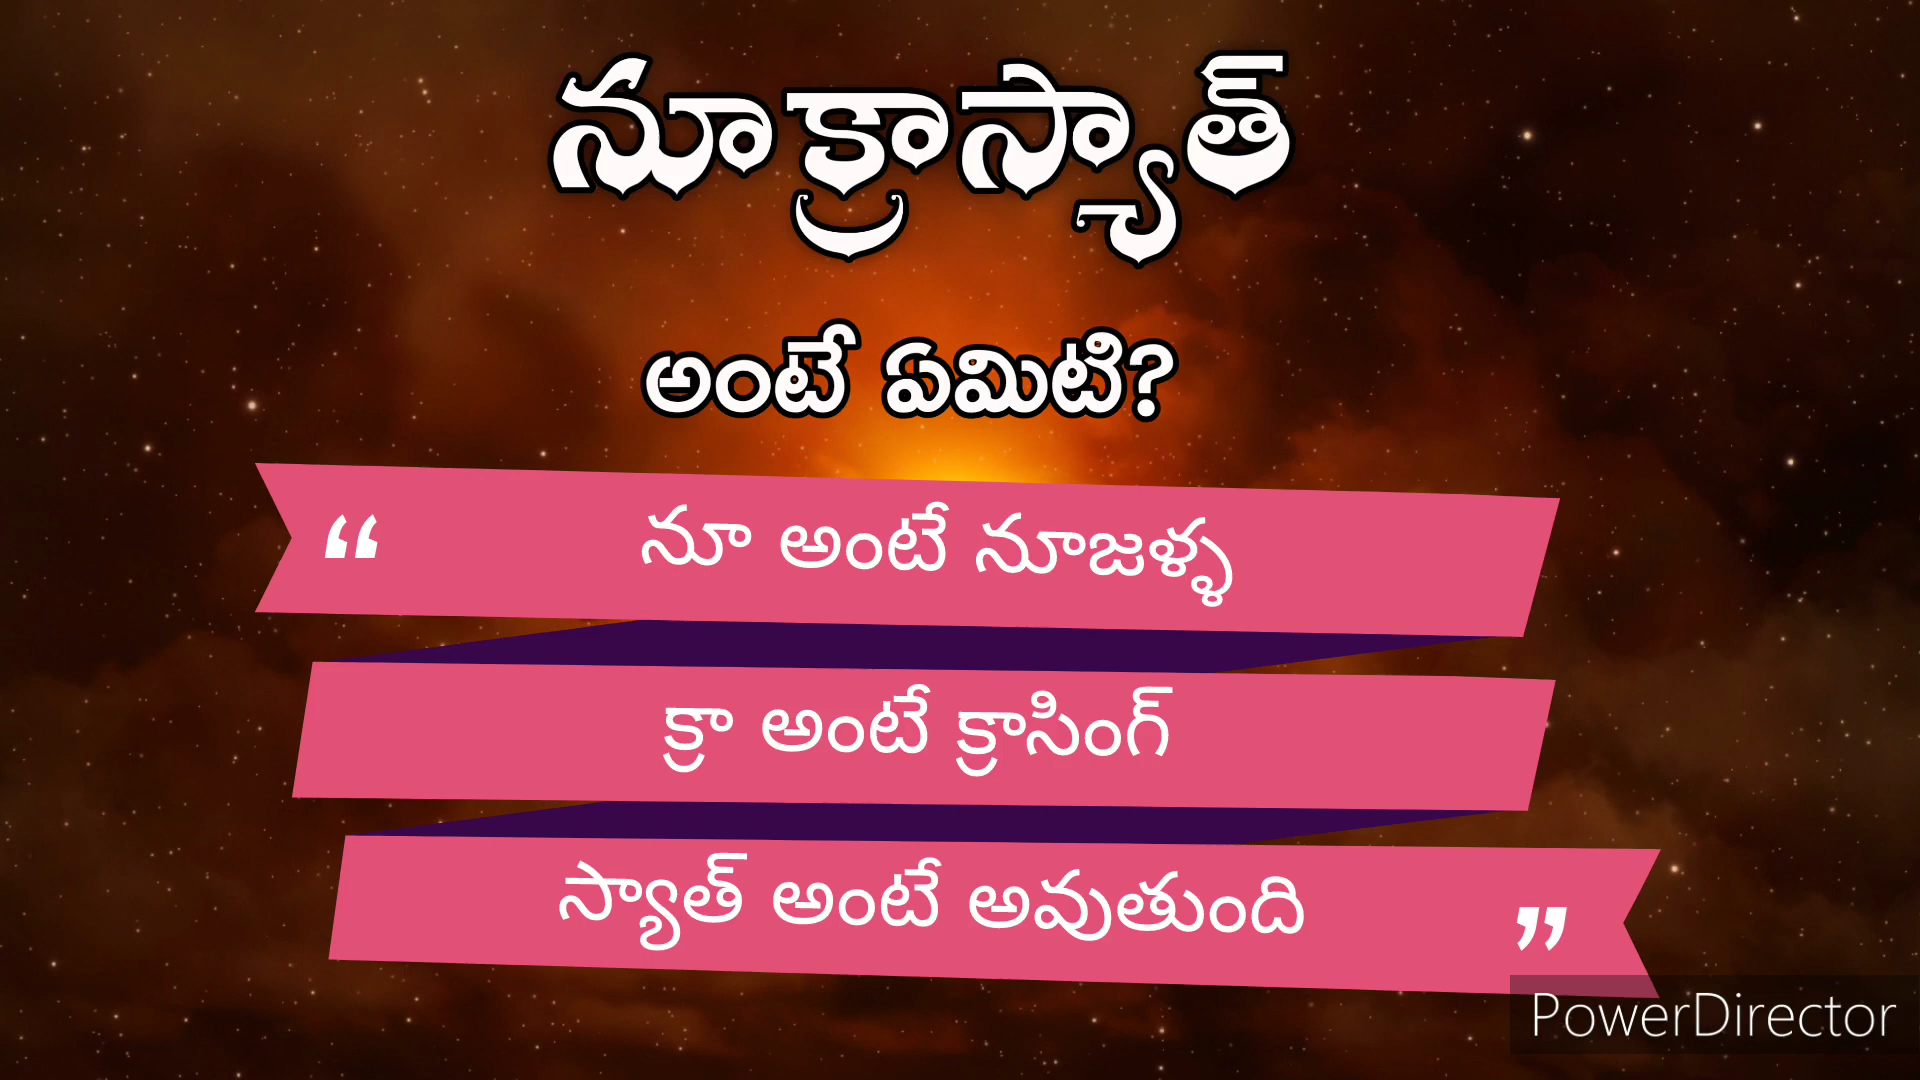 నూక్రాస్యాత్
అంటే ఏమిటి?
“ నూ అంటే నూజళ్ళ
క్రా అంటే క్రాసింగ్
స్యాత్ అంటే అవుతుంది ”
PowerDirector